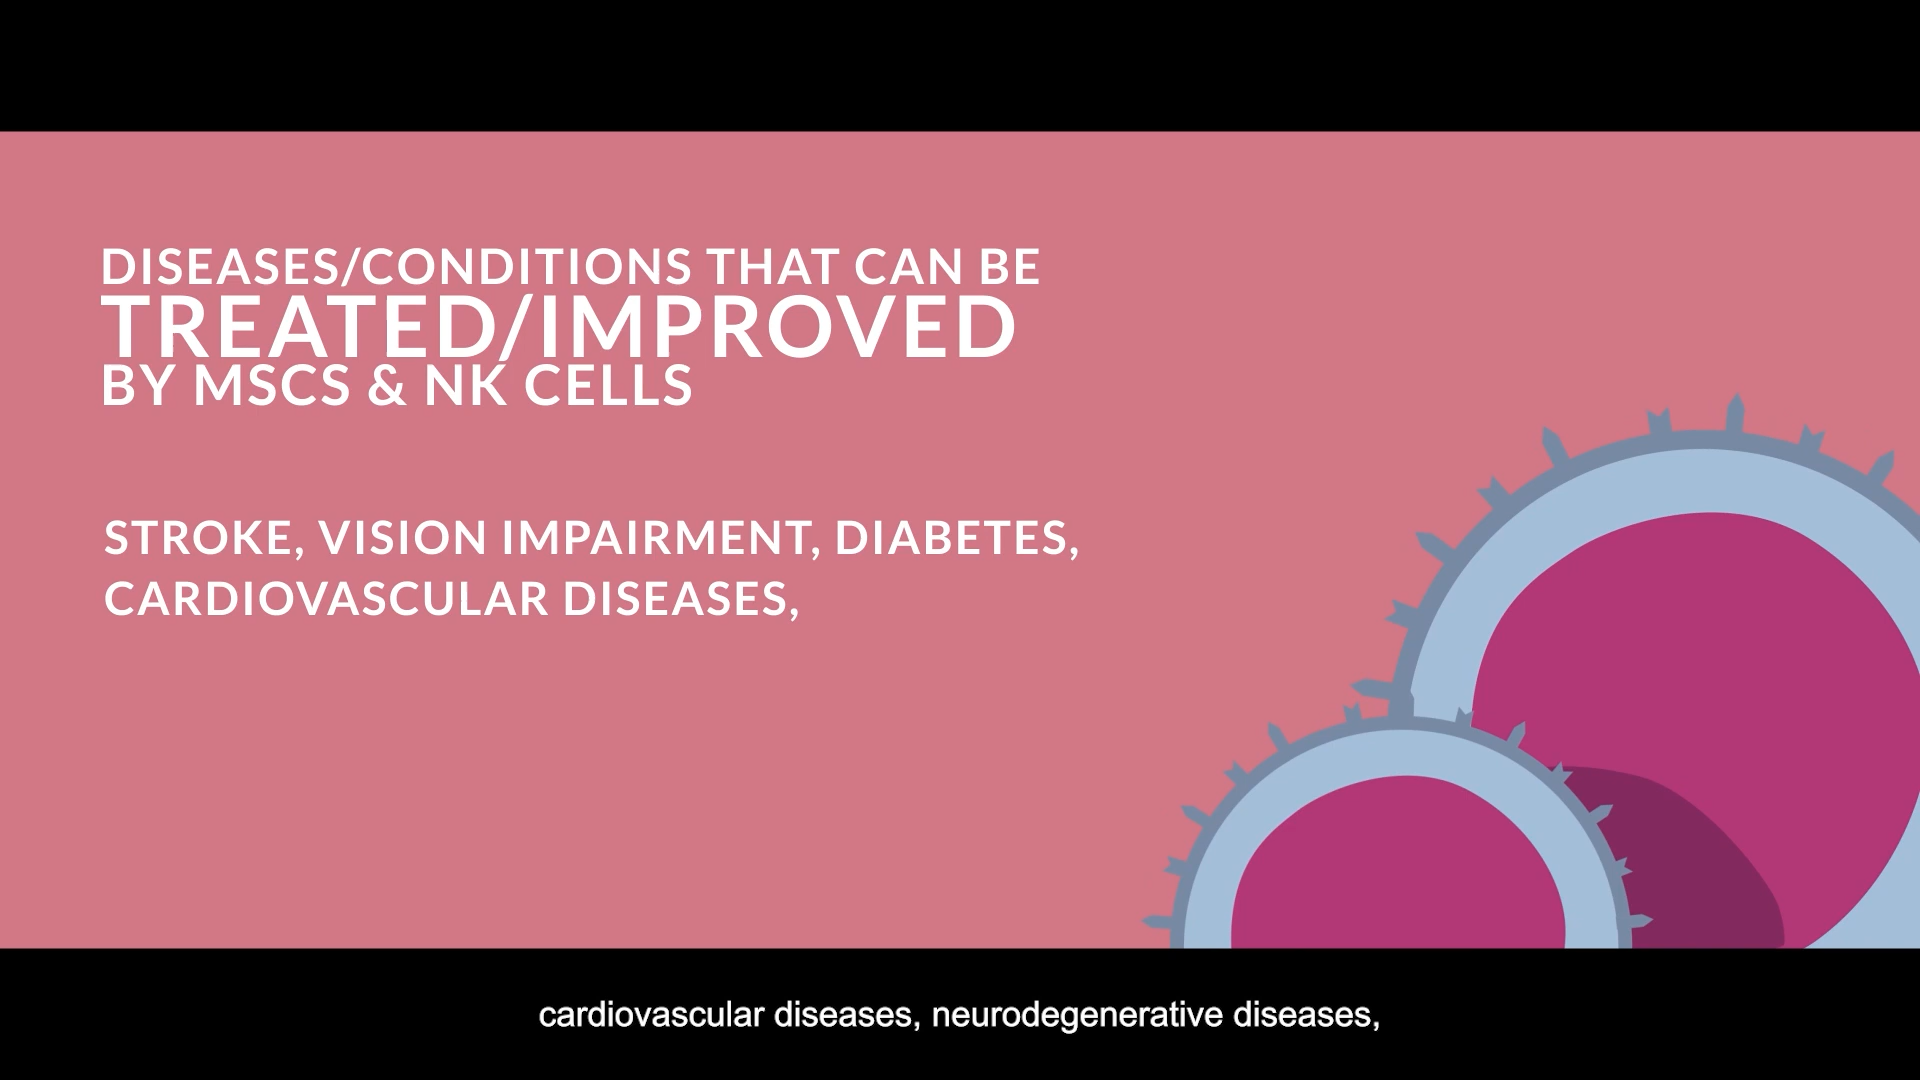 DISEASES/CONDITIONS THAT CAN BE
TREATED/IMPROVED
BY MSCS & NK CELLS
STROKE, VISION IMPAIRMENT, DIABETES,
CARDIOVASCULAR DISEASES,
cardiovascular diseases, neurodegenerative diseases,